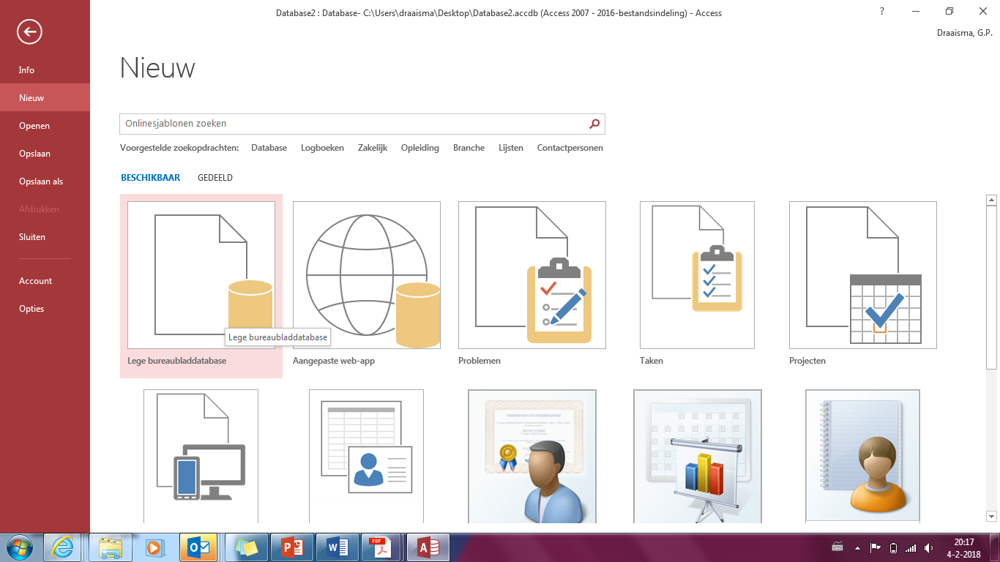 Database2 : Database- C:\Users\draaisma\Desktop\Database2.accdb (Access 2007 - 2016-bestandsindeling) - Access
?
Draaisma, G.P.
Info
Nieuw
Openen
Opslaan
Opslaan als
Afdrukken
Sluiten
Account
Opties
Nieuw
Onlinesjablonen zoeken
Voorgestelde zoekopdrachten: Database Logboeken Zakelijk Opleiding Branche Lijsten Contactpersonen
BESCHIKBAAR GEDEELD
Lege bureaubladdatabase
Lege bureaubladdatabase Aangepaste web-app Problemen Taken Projecten
PDF
20:17
4-2-2018